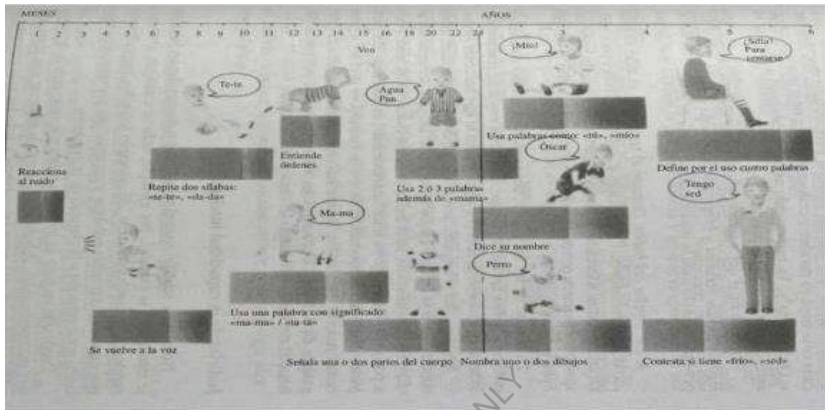 MESES
AÑOS
1 2 3 4 5 6 7 8 9 10 11 12 13 14 15 16 18 20 22 24 3 4 5 6
Ven
¡Mío!
¿Silla?
Para
sentarse
Te-te
Agua
Pan
Usa palabras como: «tú», «mío»
Entiende
órdenes
Óscar
Define por el uso cuatro palabras
Reacciona
al ruido
Repite dos sílabas:
«te-te», «da-da»
Usa 2 ó 3 palabras
además de «mamá»
Tengo
sed
Ma-ma
Dice su nombre
Perro
Usa una palabra con significado:
«ma-ma» / «ta-ta»
Se vuelve a la voz
Señala una o dos partes del cuerpo
Nombra uno o dos dibujos
Contesta si tiene «frío», «sed»
NLY